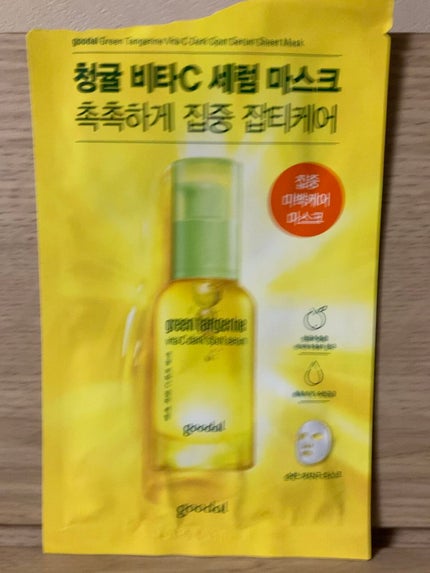 goodal Green Tangerine Vita C Dark Spot Serum Sheet Mask
청귤 비타C 세럼 마스크
촉촉하게 집중 잡티케어
집중
미백케어
마스크
green tangerine
vita C dark spot serum
goodal
goodal